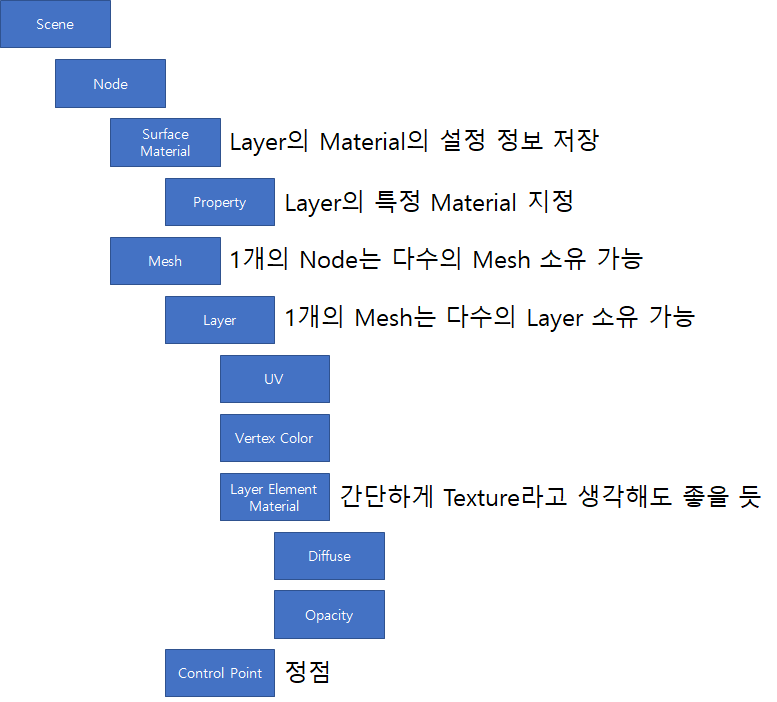 Scene
Node
Surface
Material
Layer의 Material의 설정 정보 저장
Property
Layer의 특정 Material 지정
Mesh
1개의 Node는 다수의 Mesh 소유 가능
Layer
1개의 Mesh는 다수의 Layer 소유 가능
UV
Vertex Color
Layer Element
Material
간단하게 Texture라고 생각해도 좋을 듯
Diffuse
Opacity
Control Point
정점